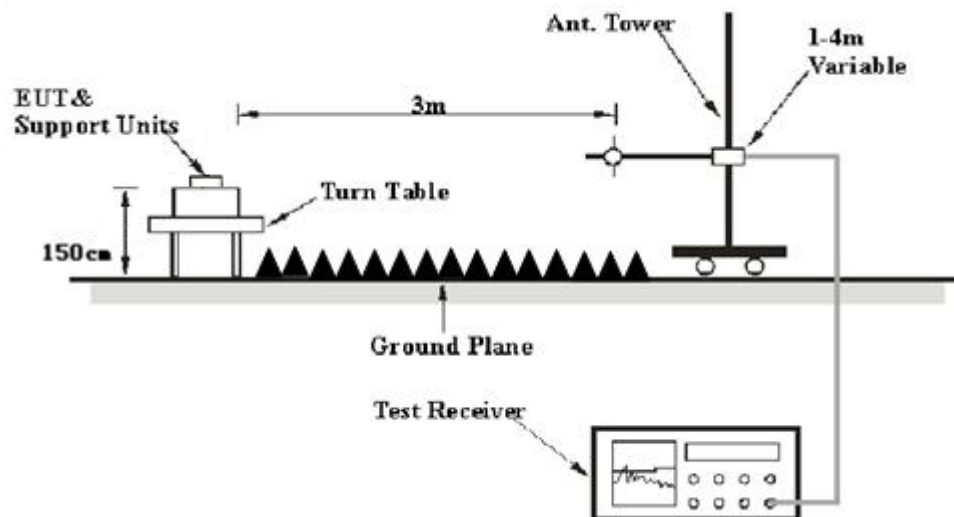 Ant. Tower
1-4m
Variable
EUT&
Support Units
3m
Turn Table
150cm
Ground Plane
Test Receiver